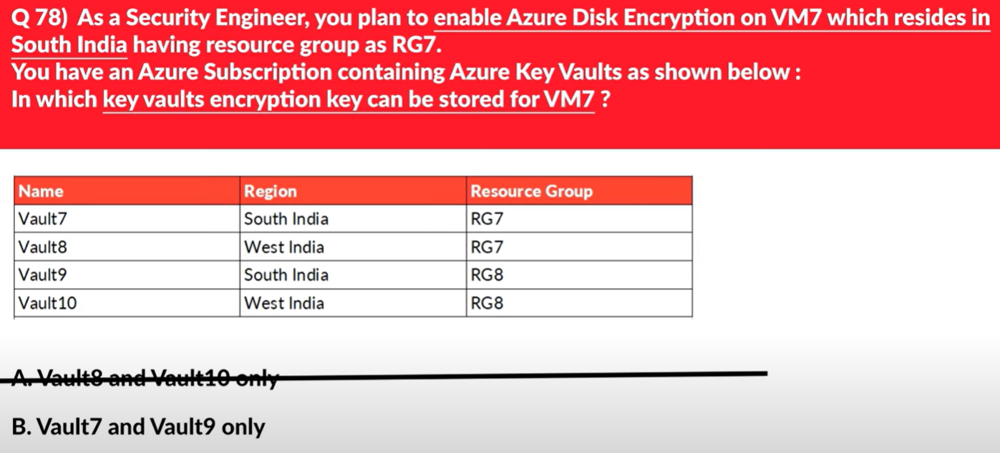 Q 78) As a Security Engineer, you plan to enable Azure Disk Encryption on VM7 which resides in
South India having resource group as RG7.
You have an Azure Subscription containing Azure Key Vaults as shown below :
In which key vaults encryption key can be stored for VM7 ?
Name Region Resource Group
Vault7 South India RG7
Vault8 West India RG7
Vault9 South India RG8
Vault10 West India RG8
A. Vault8 and Vault10 only
B. Vault7 and Vault9 only